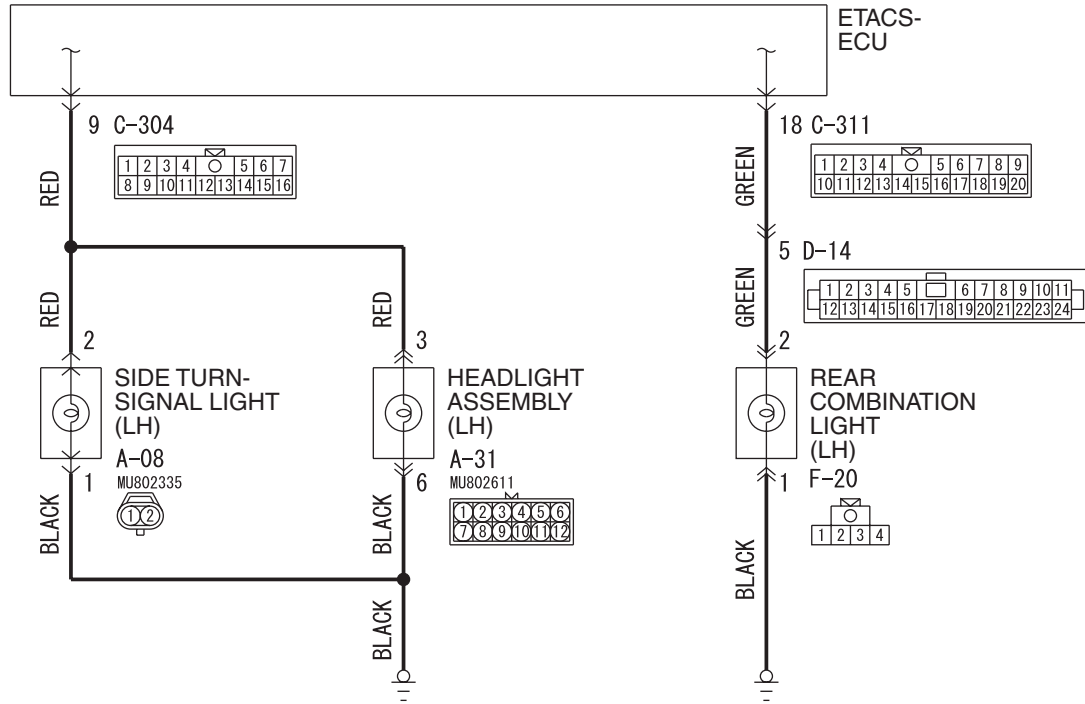 ETACS-
ECU
9 C-304
18 C-311
1 2 3 4 5 6 7
8 9 10 11 12 13 14 15 16
1 2 3 4 5 6 7 8 9
10 11 12 13 14 15 16 17 18 19 20
RED
GREEN
5 D-14
1 2 3 4 5 6 7 8 9 10 11
12 13 14 15 16 17 18 19 20 21 22 23 24
RED
RED
GREEN
2
3
2
SIDE TURN-
SIGNAL LIGHT
(LH)
A-08
MU802335
1
1 2
HEADLIGHT
ASSEMBLY
(LH)
A-31
MU802611
6
1 2 3 4 5 6
7 8 9 10 11 12
REAR
COMBINATION
LIGHT
(LH)
F-20
1
1 2 3 4
BLACK
BLACK
BLACK
BLACK